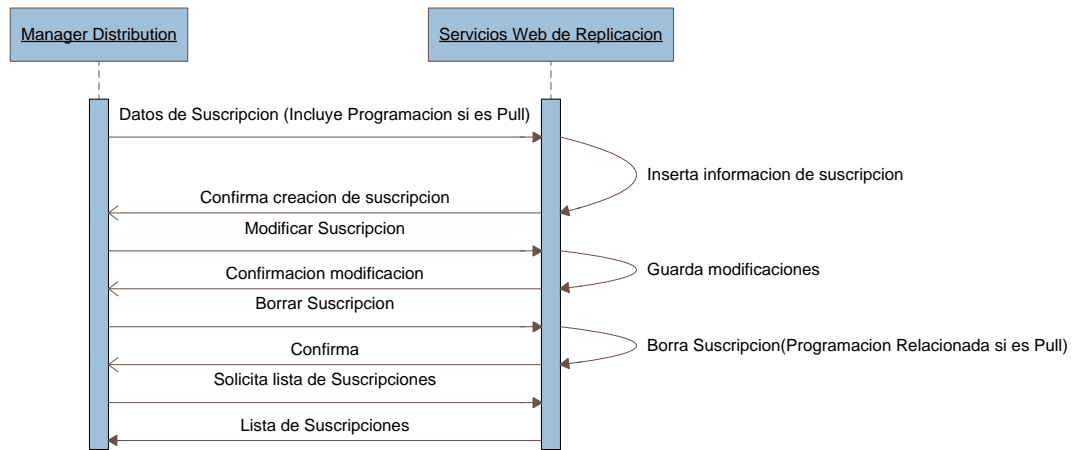 Manager Distribution
Servicios Web de Replicacion
Datos de Suscripcion (Incluye Programacion si es Pull)
Inserta informacion de suscripcion
Confirma creacion de suscripcion
Modificar Suscripcion
Guarda modificaciones
Confirmacion modificacion
Borrar Suscripcion
Borra Suscripcion(Programacion Relacionada si es Pull)
Confirma
Solicita lista de Suscripciones
Lista de Suscripciones